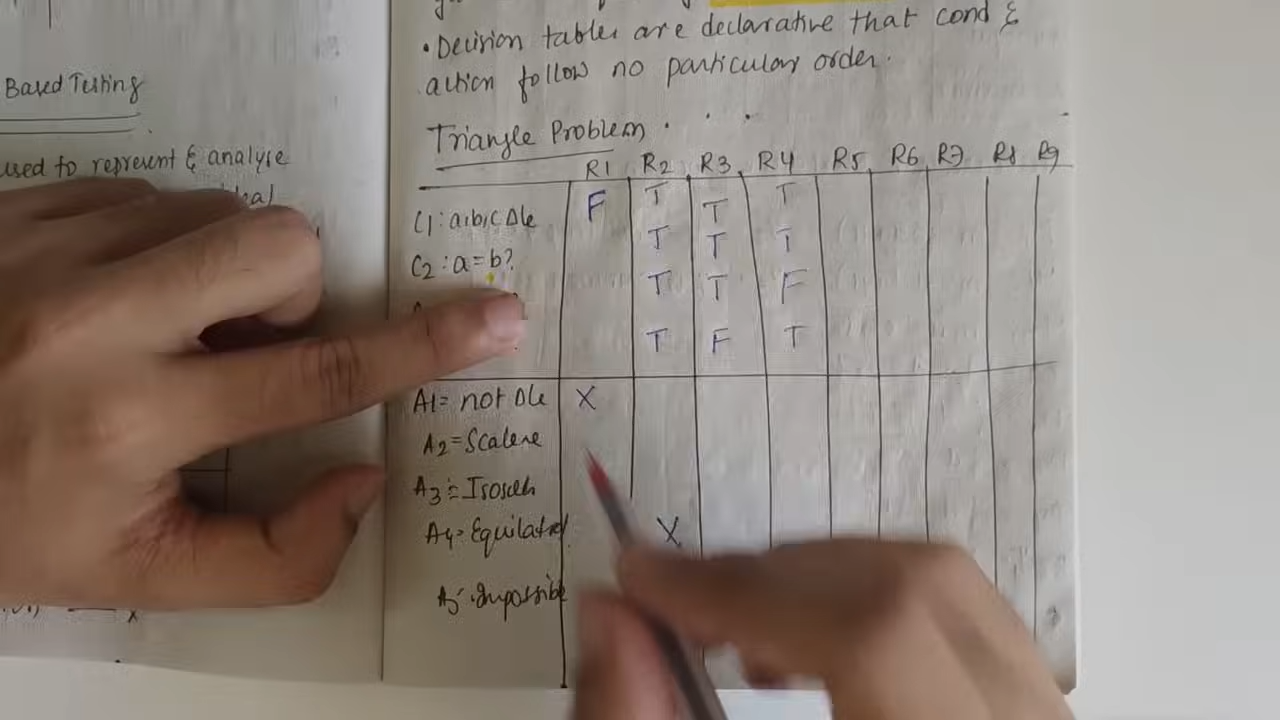 Based Testing
used to represent & analyse
• Decision tables are declarative that cond &
action follow no particular order.
Triangle Problem
R1 R2 R3 R4 R5 R6 R7 R8 R9
C1: a,b,c Δle F T T T
C2: a=b? T T T
T T F
T F T
A1= not Δle X
A2= Scalene
A3= Isosceles
A4= Equilateral X
A5: Impossible